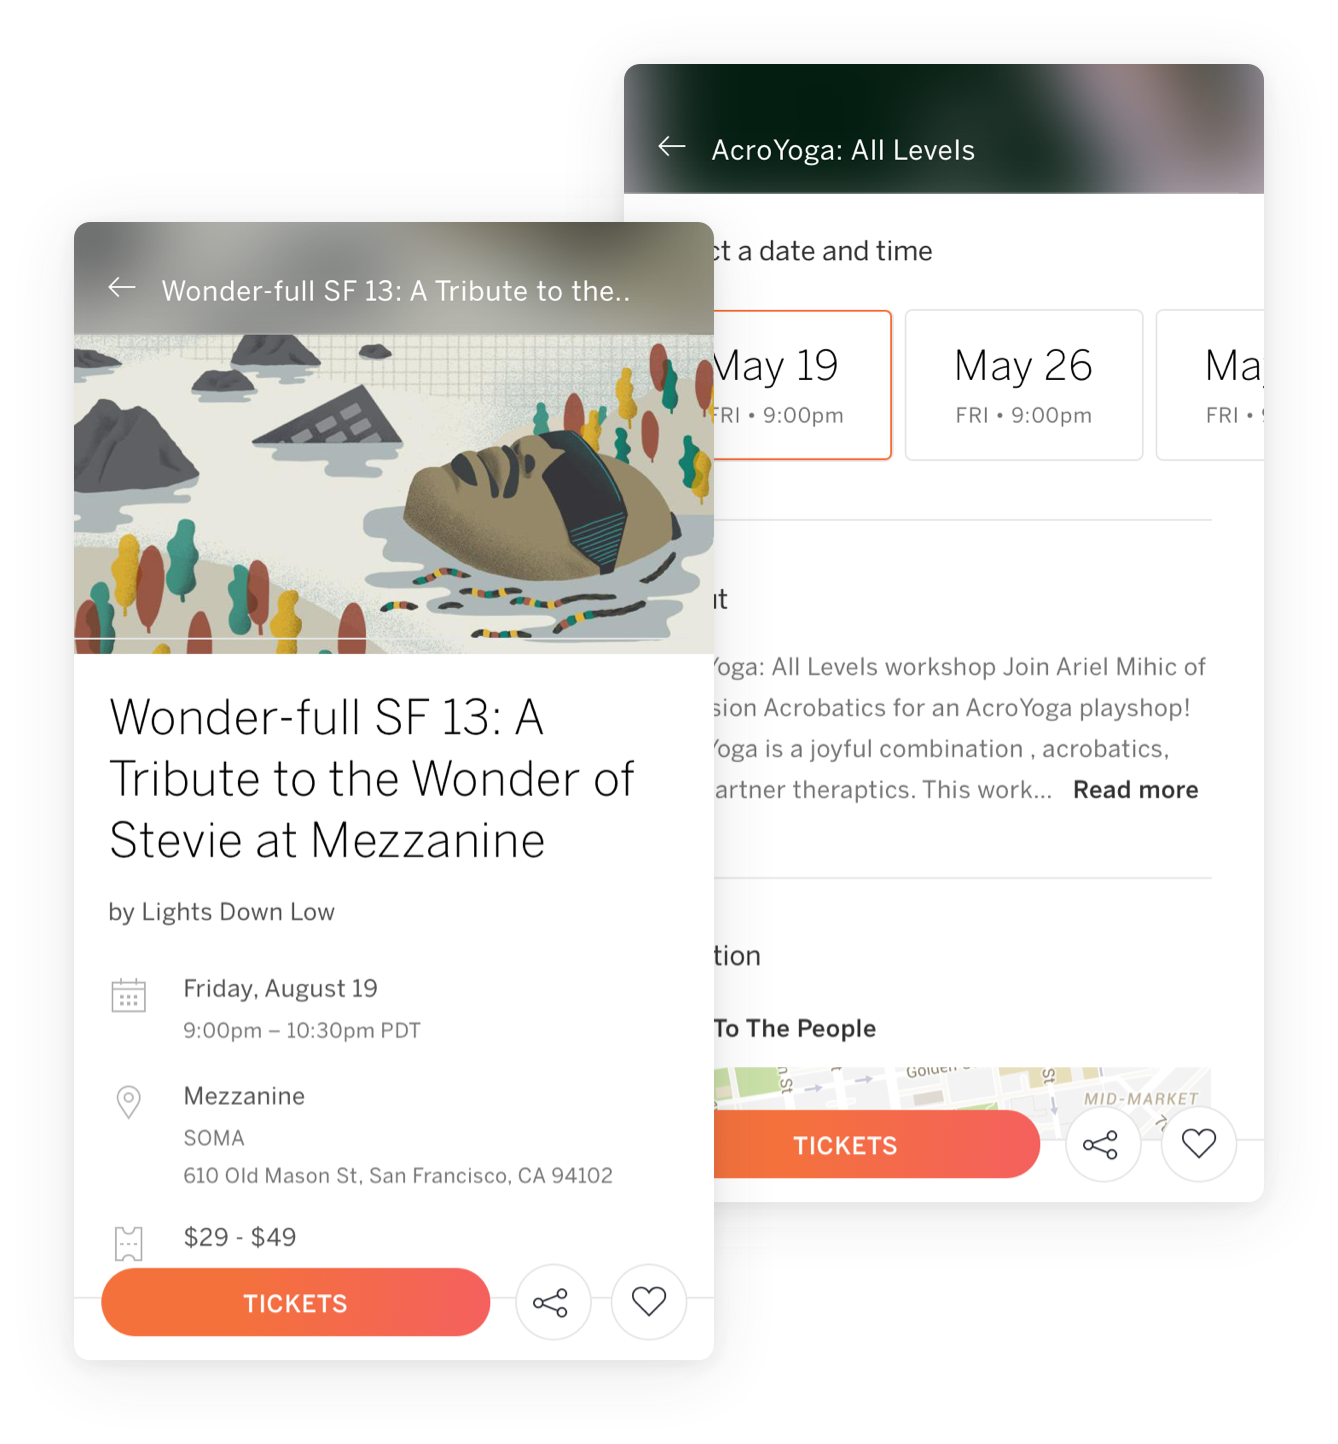 AcroYoga: All Levels
ct a date and time
May 19
FRI • 9:00pm
May 26
FRI • 9:00pm
Ma
FRI •
ut
Yoga: All Levels workshop Join Ariel Mihic of
sion Acrobatics for an AcroYoga playshop!
Yoga is a joyful combination , acrobatics,
artner theraptics. This work... Read more
tion
To The People
St
Golden
St
MID-MARKET
TICKETS
Wonder-full SF 13: A Tribute to the..
Wonder-full SF 13: A
Tribute to the Wonder of
Stevie at Mezzanine
by Lights Down Low
Friday, August 19
9:00pm – 10:30pm PDT
Mezzanine
SOMA
610 Old Mason St, San Francisco, CA 94102
$29 - $49
TICKETS